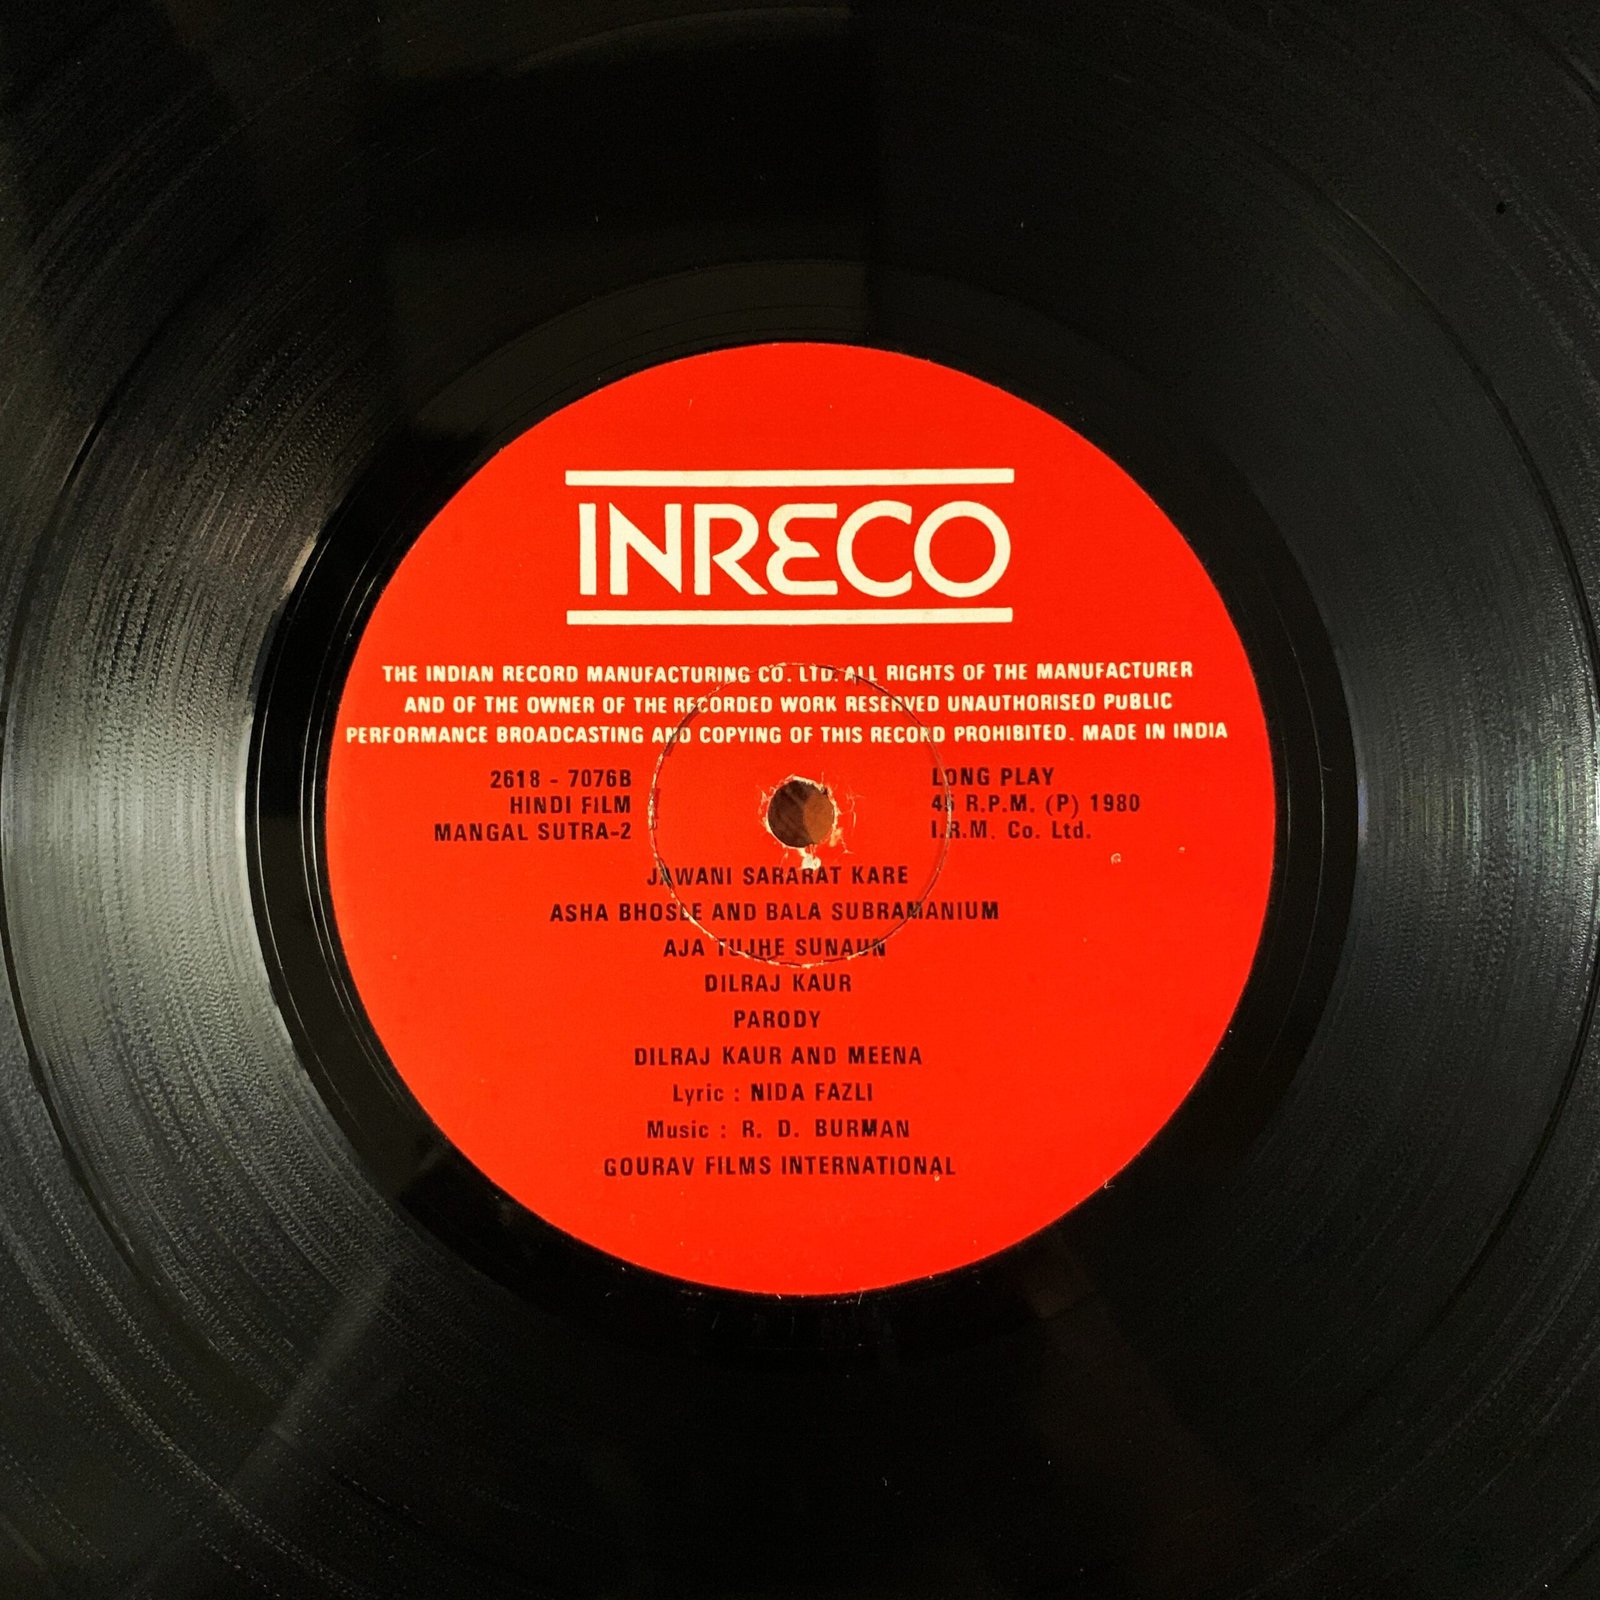 INRECO
THE INDIAN RECORD MANUFACTURING CO. LTD. ALL RIGHTS OF THE MANUFACTURER
AND OF THE OWNER OF THE RECORDED WORK RESERVED UNAUTHORISED PUBLIC
PERFORMANCE BROADCASTING AND COPYING OF THIS RECORD PROHIBITED. MADE IN INDIA
2618 - 7076B
HINDI FILM
MANGAL SUTRA-2
LONG PLAY
45 R.P.M. (P) 1980
I.R.M. Co. Ltd.
JAWANI SARARAT KARE
ASHA BHOSLE AND BALA SUBRAMANIUM
AJA TUJHE SUNAUN
DILRAJ KAUR
PARODY
DILRAJ KAUR AND MEENA
Lyric : NIDA FAZLI
Music : R. D. BURMAN
GOURAV FILMS INTERNATIONAL